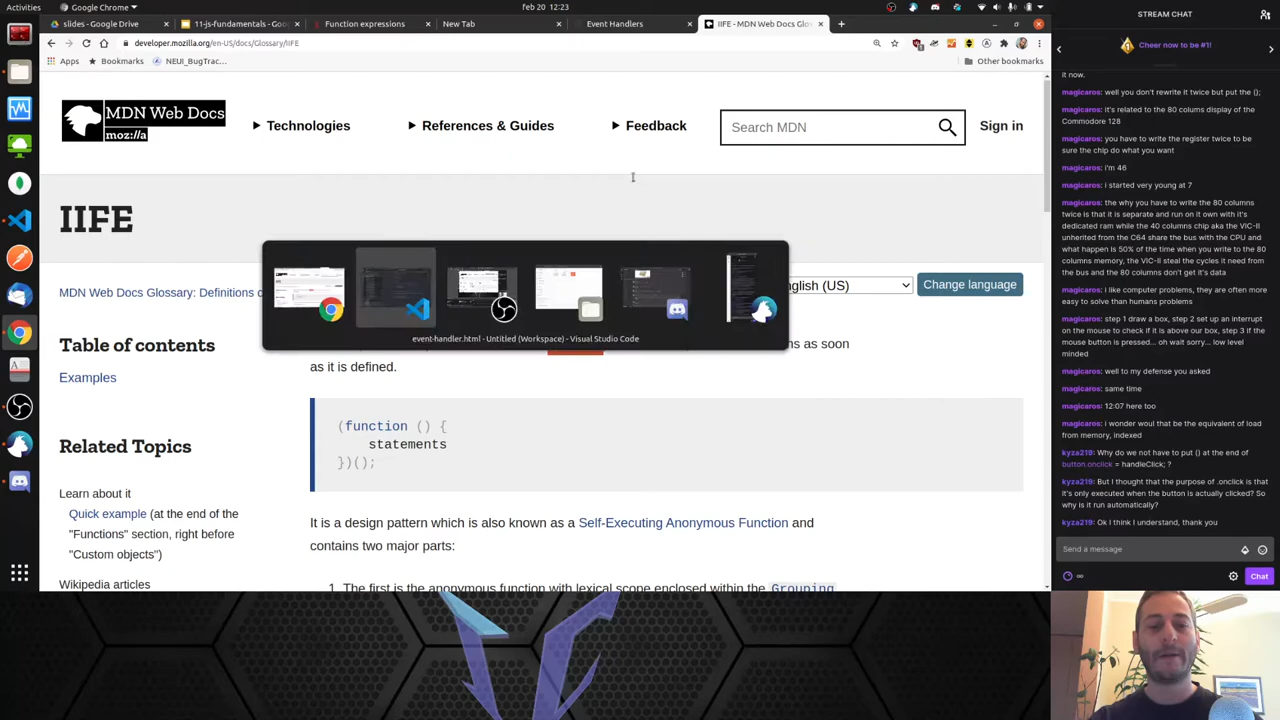 Activities
Google Chrome
feb 20 12:23
slides - Google Drive
11-js-fundamentals - Goog
Function expressions
New Tab
Event Handlers
IIFE - MDN Web Docs Glo
developer.mozilla.org/en-US/docs/Glossary/IIFE
Apps
Bookmarks
NEUI_BugTrac...
Other bookmarks
MDN Web Docs
moz://a
Technologies
References & Guides
Feedback
Search MDN
Sign in
IIFE
MDN Web Docs Glossary: Definitions o
nglish (US)
Change language
event-handler.html - Untitled (Workspace) - Visual Studio Code
Table of contents
Examples
ns as soon
as it is defined.
(function () {
statements
})();
Related Topics
Learn about it
Quick example (at the end of the
"Functions" section, right before
"Custom objects")
Wikipedia articles
It is a design pattern which is also known as a Self-Executing Anonymous Function and
contains two major parts:
1. The first is the anonymous function with lexical scope enclosed within the Grouping
STREAM CHAT
Cheer now to be #1!
it now.
magicaros: well you don't rewrite it twice but put the ();
magicaros: it's related to the 80 colums display of the
Commodore 128
magicaros: you have to write the register twice to be
sure the chip do what you want
magicaros: i'm 46
magicaros: i started very young at 7
magicaros: the why you have to write the 80 columns
twice is that it is separate and run on it own with it's
dedicated ram while the 40 columns chip aka the VIC-II
unherited from the C64 share the bus with the CPU and
what happen is 50% of the time when you write to the 80
columns memory, the VIC-II steal the cycles it need from
the bus and the 80 columns don't get it's data
magicaros: i like computer problems, they are often more
easy to solve than humans problems
magicaros: step 1 draw a box, step 2 set up an interrupt
on the mouse to check if it is above our box, step 3 if the
mouse button is pressed... oh wait sorry... low level
minded
magicaros: well to my defense you asked
magicaros: same time
magicaros: 12:07 here too
magicaros: i wonder woul that be the equivalent of load
from memory, indexed
kyza219: Why do we not have to put () at the end of
button.onclick = handleClick; ?
kyza219: But I thought that the purpose of .onclick is that
it's only executed when the button is actually clicked? So
why is it run automatically?
kyza219: Ok I think I understand, thank you
Send a message
Chat